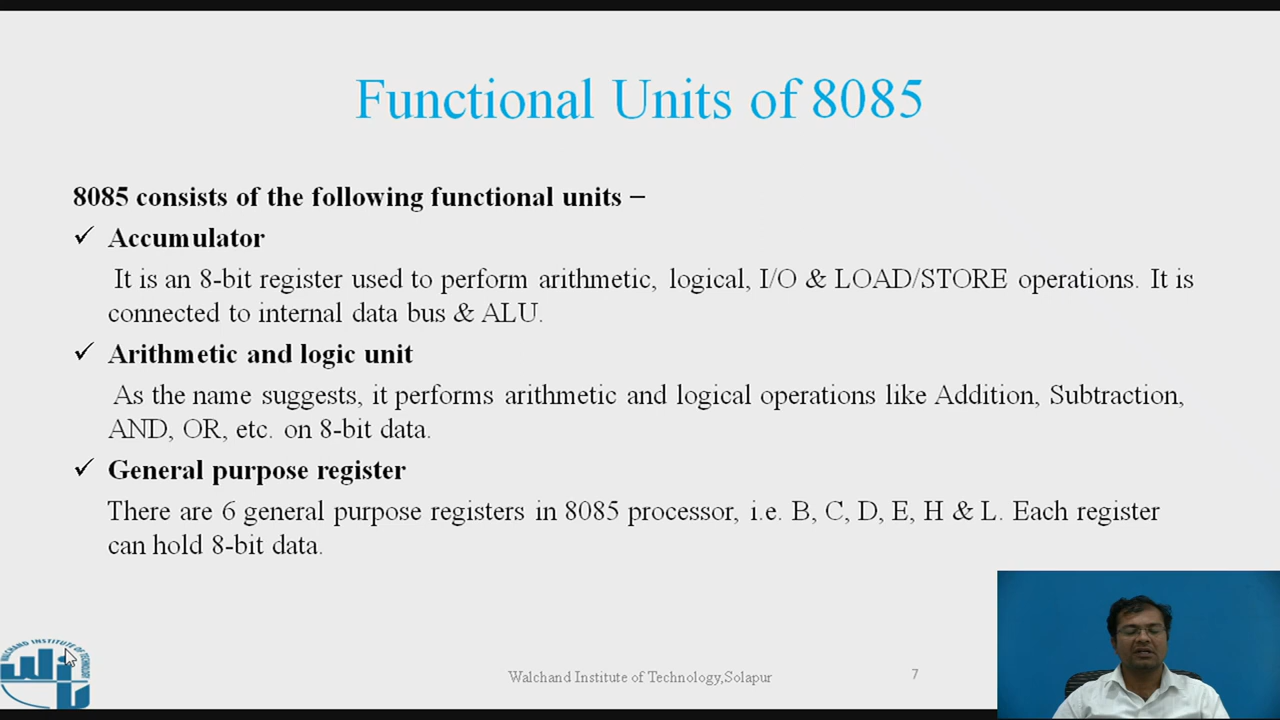 Functional Units of 8085
8085 consists of the following functional units –
✓ Accumulator
It is an 8-bit register used to perform arithmetic, logical, I/O & LOAD/STORE operations. It is
connected to internal data bus & ALU.
✓ Arithmetic and logic unit
As the name suggests, it performs arithmetic and logical operations like Addition, Subtraction,
AND, OR, etc. on 8-bit data.
✓ General purpose register
There are 6 general purpose registers in 8085 processor, i.e. B, C, D, E, H & L. Each register
can hold 8-bit data.
WALCHAND INSTITUTE OF TECHNOLOGY
Walchand Institute of Technology,Solapur
7